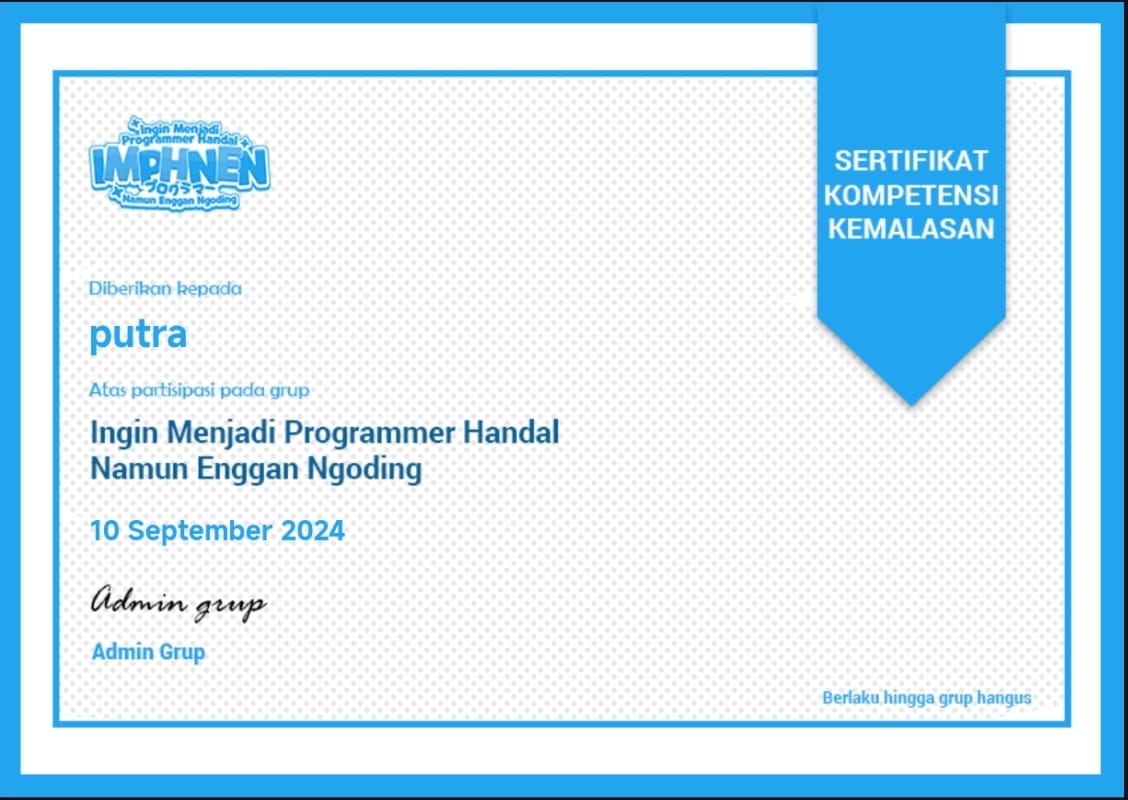 Ingin Menjadi
Programmer Handal
IMPHNEN
プログラマー
Namun Enggan Ngoding
SERTIFIKAT
KOMPETENSI
KEMALASAN
Diberikan kepada
putra
Atas partisipasi pada grup
Ingin Menjadi Programmer Handal
Namun Enggan Ngoding
10 September 2024
Admin grup
Admin Grup
Berlaku hingga grup hangus